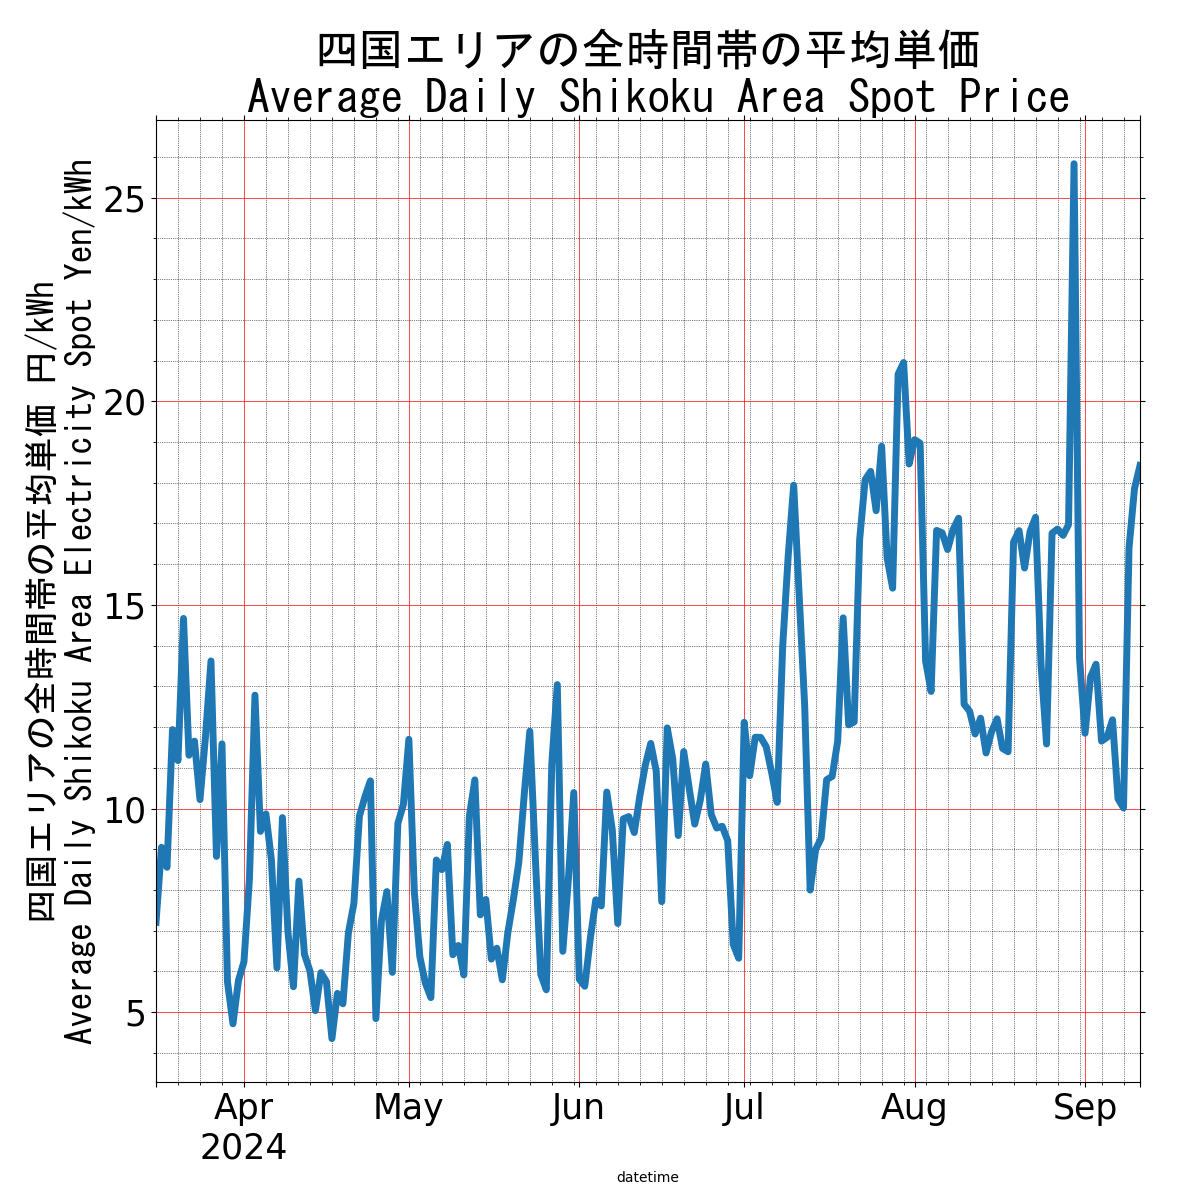 四国エリアの全時間帯の平均単価
Average Daily Shikoku Area Spot Price
四国エリアの全時間帯の平均単価 円/kWh
Average Daily Shikoku Area Electricity Spot Yen/kWh
25
20
15
10
5
Apr
2024
May
Jun
Jul
Aug
Sep
datetime